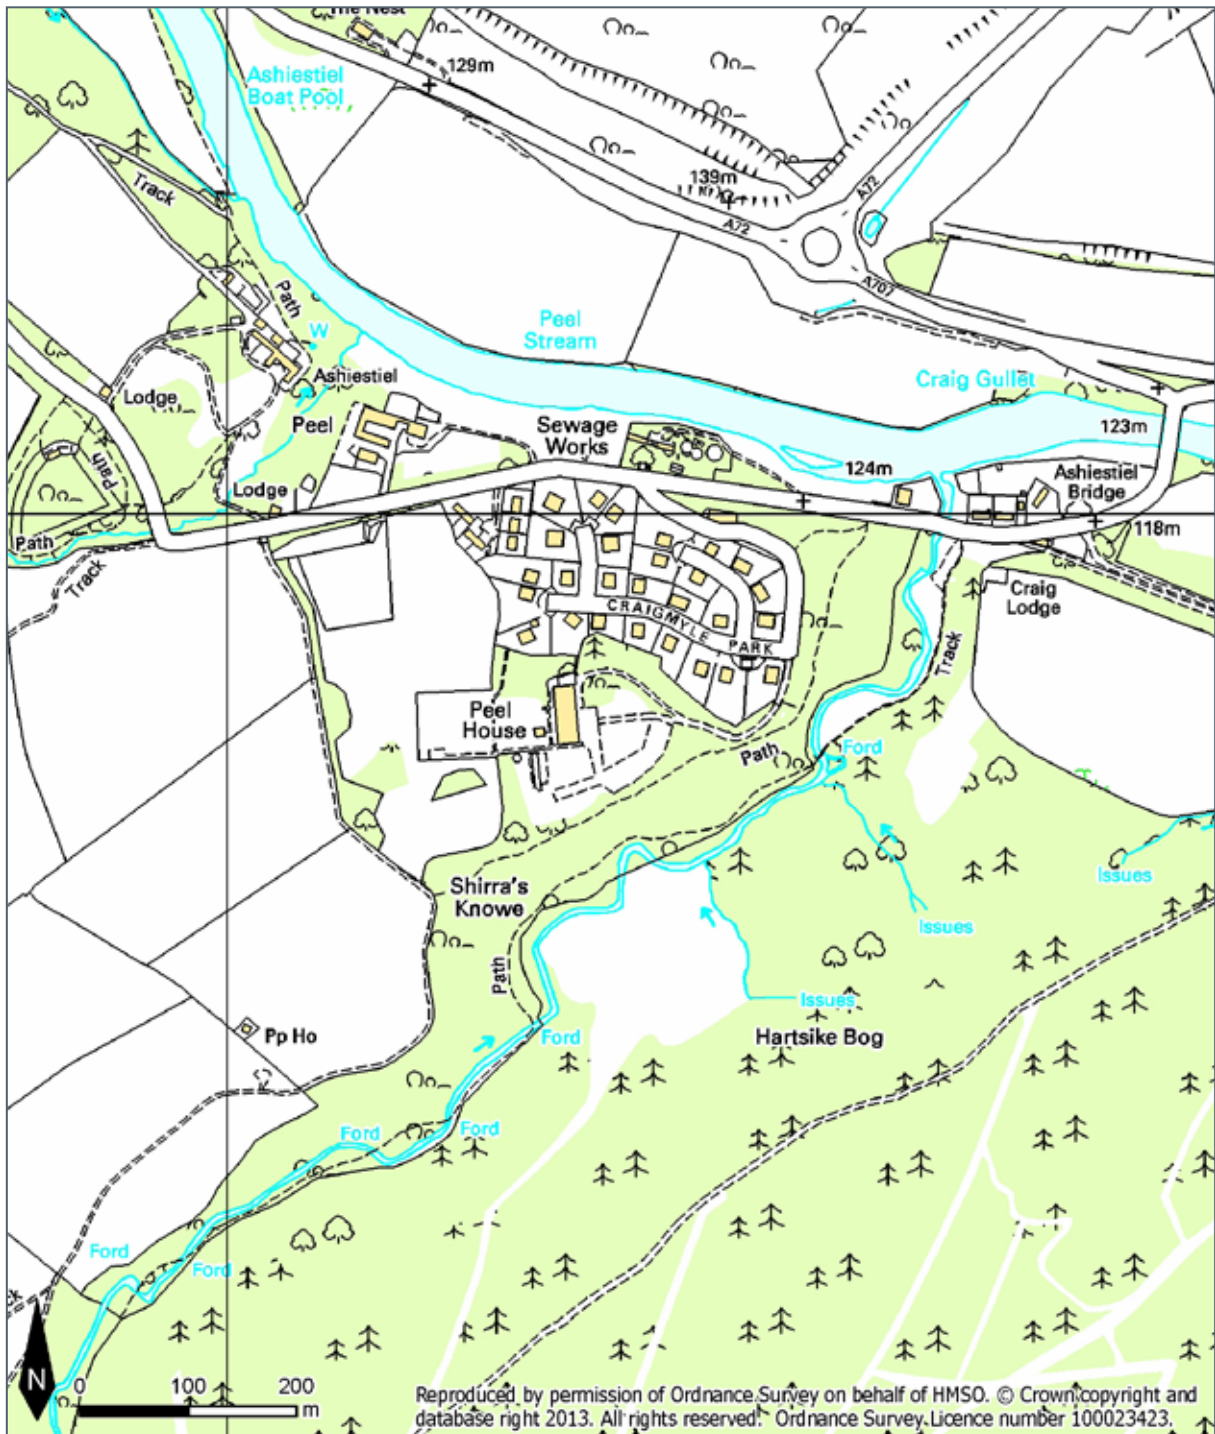 The Nest
129m
Ashiestiel
Boat Pool
139m
A72
A72
Track
Path
A707
W
Peel
Stream
Craig Gullet
Ashiestiel
Lodge
Peel
Sewage
Works
123m
124m
Ashiestiel
Bridge
Path
Lodge
118m
Path
Track
Craig
Lodge
CRAIGMYLE
PARK
Track
Peel
House
Path
Ford
Issues
Shirra's
Knowe
Issues
Path
Issues
Pp Ho
Ford
Hartsike Bog
Ford
Ford
Ford
Ford
N
0 100 200
m
Reproduced by permission of Ordnance Survey on behalf of HMSO. © Crown copyright and
database right 2013. All rights reserved. Ordnance Survey Licence number 100023423.